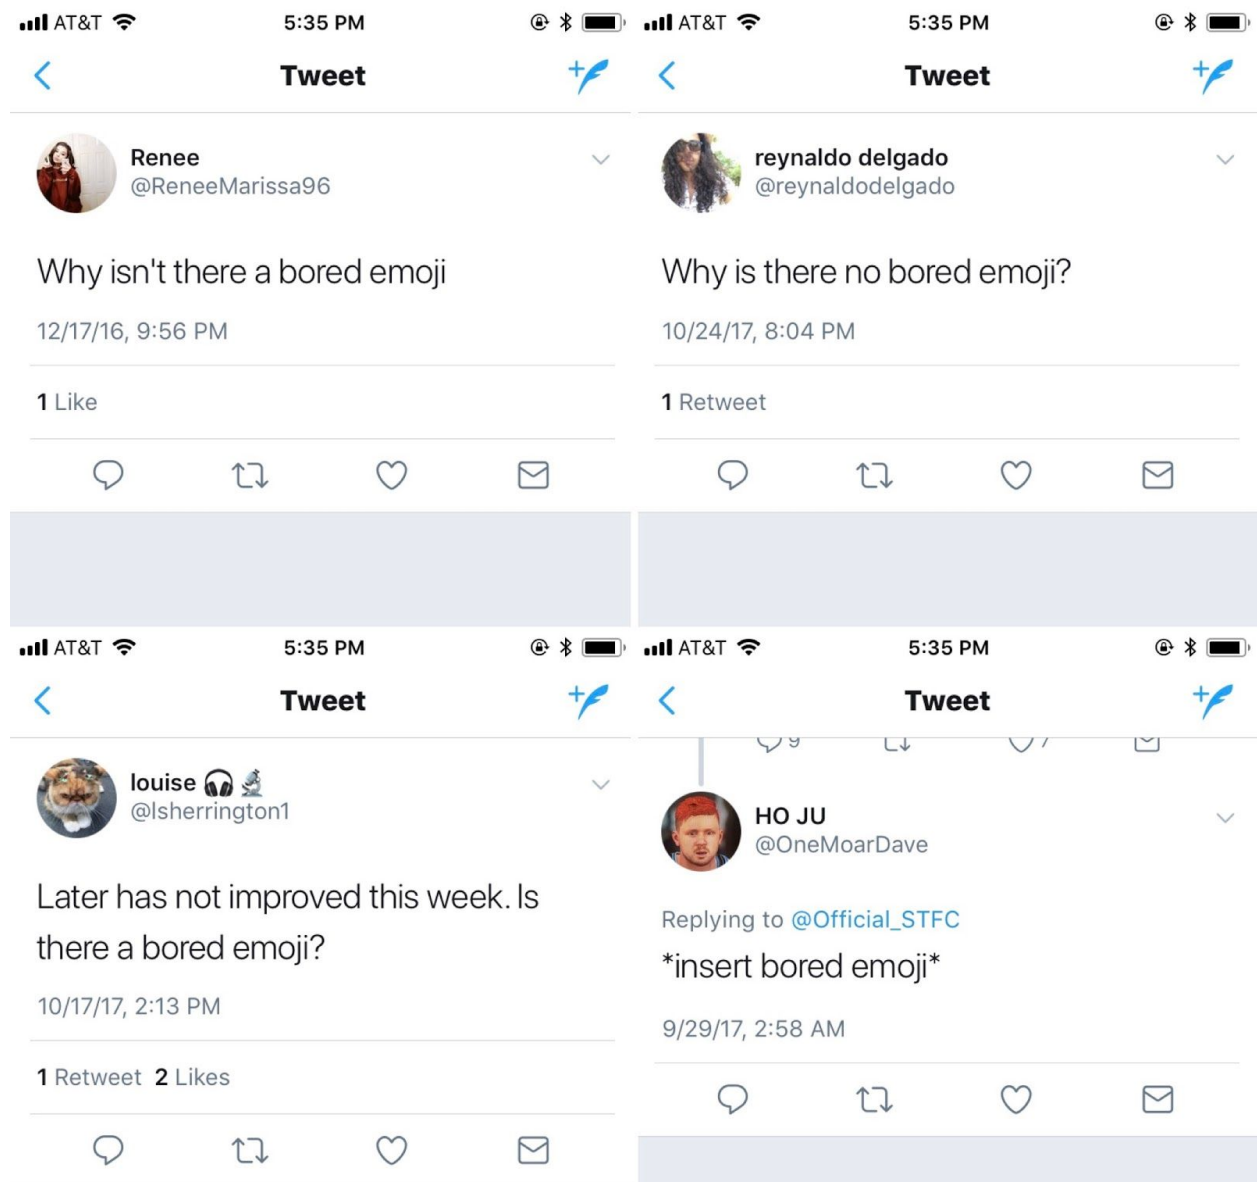 AT&T 5:35 PM
Tweet
Renee
@ReneeMarissa96
Why isn't there a bored emoji
12/17/16, 9:56 PM
1 Like
AT&T 5:35 PM
Tweet
reynaldo delgado
@reynaldodelgado
Why is there no bored emoji?
10/24/17, 8:04 PM
1 Retweet
AT&T 5:35 PM
Tweet
louise
@lsherrington1
Later has not improved this week. Is
there a bored emoji?
10/17/17, 2:13 PM
1 Retweet 2 Likes
AT&T 5:35 PM
Tweet
9 7
HO JU
@OneMoarDave
Replying to @Official_STFC
*insert bored emoji*
9/29/17, 2:58 AM